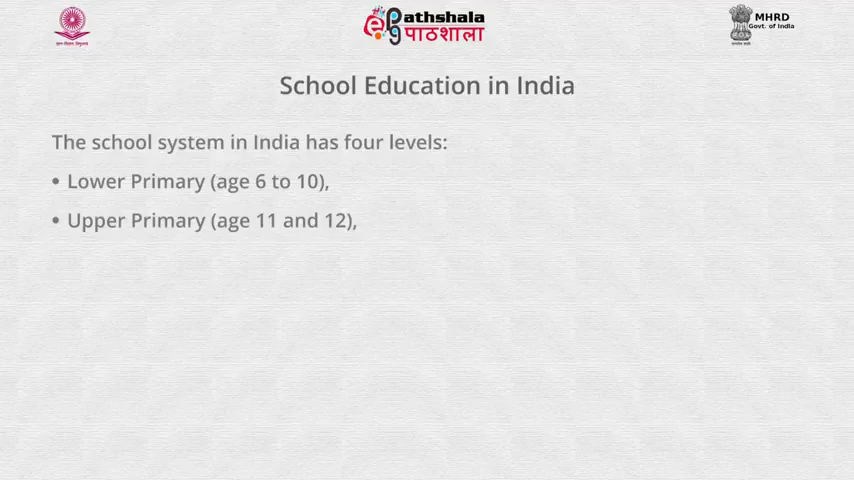 ePathshala
पाठशाला
MHRD
Govt. of India
School Education in India
The school system in India has four levels:
• Lower Primary (age 6 to 10),
• Upper Primary (age 11 and 12),